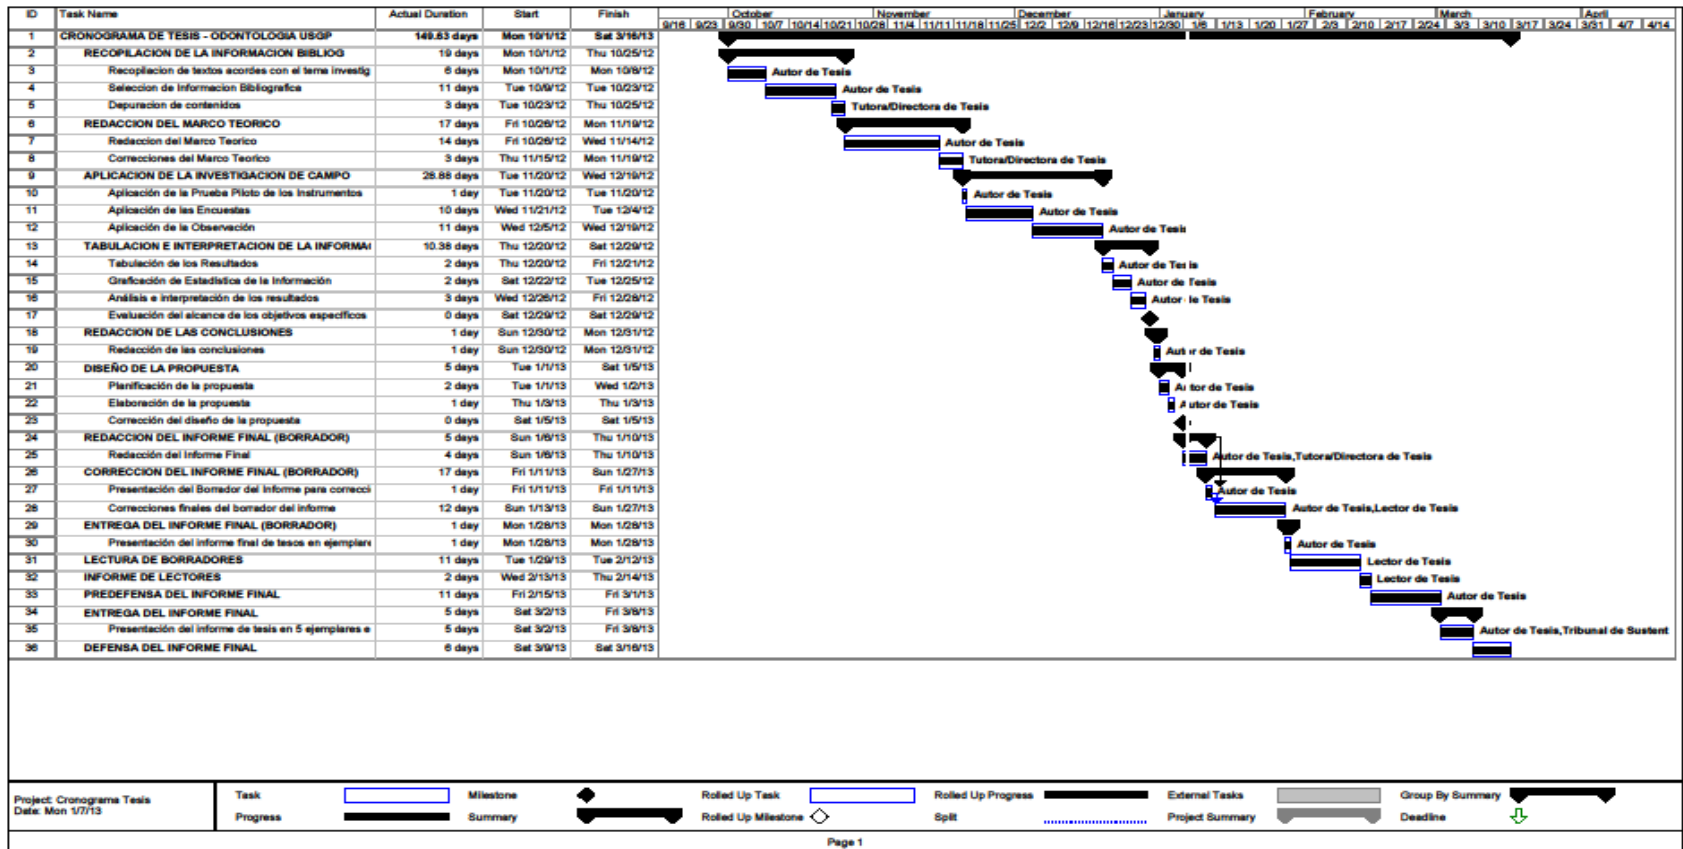 ID Task Name Actual Duration Start Finish October November December January February March April
9/16 9/23 9/30 10/7 10/14 10/21 10/28 11/4 11/11 11/18 11/25 12/2 12/9 12/16 12/23 12/30 1/6 1/13 1/20 1/27 2/3 2/10 2/17 2/24 3/3 3/10 3/17 3/24 3/31 4/7 4/14
1 CRONOGRAMA DE TESIS - ODONTOLOGIA USGP 149.63 days Mon 10/1/12 Sat 3/16/13
2 RECOPILACION DE LA INFORMACION BIBLIOG 19 days Mon 10/1/12 Thu 10/25/12
3 Recopilacion de textos acordes con el tema investig 6 days Mon 10/1/12 Mon 10/8/12 Autor de Tesis
4 Seleccion de Informacion Bibliografica 11 days Tue 10/9/12 Tue 10/23/12 Autor de Tesis
5 Depuracion de contenidos 3 days Tue 10/23/12 Thu 10/25/12 Tutora/Directora de Tesis
6 REDACCION DEL MARCO TEORICO 17 days Fri 10/26/12 Mon 11/19/12
7 Redaccion del Marco Teorico 14 days Fri 10/26/12 Wed 11/14/12 Autor de Tesis
8 Correcciones del Marco Teorico 3 days Thu 11/15/12 Mon 11/19/12 Tutora/Directora de Tesis
9 APLICACION DE LA INVESTIGACION DE CAMPO 28.88 days Tue 11/20/12 Wed 12/19/12
10 Aplicación de la Prueba Piloto de los Instrumentos 1 day Tue 11/20/12 Tue 11/20/12 Autor de Tesis
11 Aplicación de las Encuestas 10 days Wed 11/21/12 Tue 12/4/12 Autor de Tesis
12 Aplicación de la Observación 11 days Wed 12/5/12 Wed 12/19/12 Autor de Tesis
13 TABULACION E INTERPRETACION DE LA INFORMA 10.38 days Thu 12/20/12 Sat 12/29/12
14 Tabulación de los Resultados 2 days Thu 12/20/12 Fri 12/21/12 Autor de Tesis
15 Graficación de Estadistica de la Información 2 days Sat 12/22/12 Tue 12/25/12 Autor de Tesis
16 Análisis e interpretación de los resultados 3 days Wed 12/26/12 Fri 12/28/12 Autor de Tesis
17 Evaluación del alcance de los objetivos específicos 0 days Sat 12/29/12 Sat 12/29/12
18 REDACCION DE LAS CONCLUSIONES 1 day Sun 12/30/12 Mon 12/31/12
19 Redacción de las conclusiones 1 day Sun 12/30/12 Mon 12/31/12 Autor de Tesis
20 DISEÑO DE LA PROPUESTA 5 days Tue 1/1/13 Sat 1/5/13
21 Planificación de la propuesta 2 days Tue 1/1/13 Wed 1/2/13 Autor de Tesis
22 Elaboración de la propuesta 1 day Thu 1/3/13 Thu 1/3/13 Autor de Tesis
23 Corrección del diseño de la propuesta 0 days Sat 1/5/13 Sat 1/5/13
24 REDACCION DEL INFORME FINAL (BORRADOR) 5 days Sun 1/6/13 Thu 1/10/13
25 Redacción del Informe Final 4 days Sun 1/6/13 Thu 1/10/13 Autor de Tesis,Tutora/Directora de Tesis
26 CORRECCION DEL INFORME FINAL (BORRADOR) 17 days Fri 1/11/13 Sun 1/27/13
27 Presentación del Borrador del Informe para correcci 1 day Fri 1/11/13 Fri 1/11/13 Autor de Tesis
28 Correcciones finales del borrador del informe 12 days Sun 1/13/13 Sun 1/27/13 Autor de Tesis,Lector de Tesis
29 ENTREGA DEL INFORME FINAL (BORRADOR) 1 day Mon 1/28/13 Mon 1/28/13
30 Presentación del informe final de tesos en ejemplare 1 day Mon 1/28/13 Mon 1/28/13 Autor de Tesis
31 LECTURA DE BORRADORES 11 days Tue 1/29/13 Tue 2/12/13 Lector de Tesis
32 INFORME DE LECTORES 2 days Wed 2/13/13 Thu 2/14/13 Lector de Tesis
33 PREDEFENSA DEL INFORME FINAL 11 days Fri 2/15/13 Fri 3/1/13 Autor de Tesis
34 ENTREGA DEL INFORME FINAL 5 days Sat 3/2/13 Fri 3/8/13
35 Presentación del informe de tesis en 5 ejemplares e 5 days Sat 3/2/13 Fri 3/8/13 Autor de Tesis,Tribunal de Sustent
36 DEFENSA DEL INFORME FINAL 6 days Sat 3/9/13 Sat 3/16/13
Project: Cronograma Tesis
Date: Mon 1/7/13
Task Milestone Rolled Up Task Rolled Up Progress External Tasks Group By Summary
Progress Summary Rolled Up Milestone Split Project Summary Deadline
Page 1